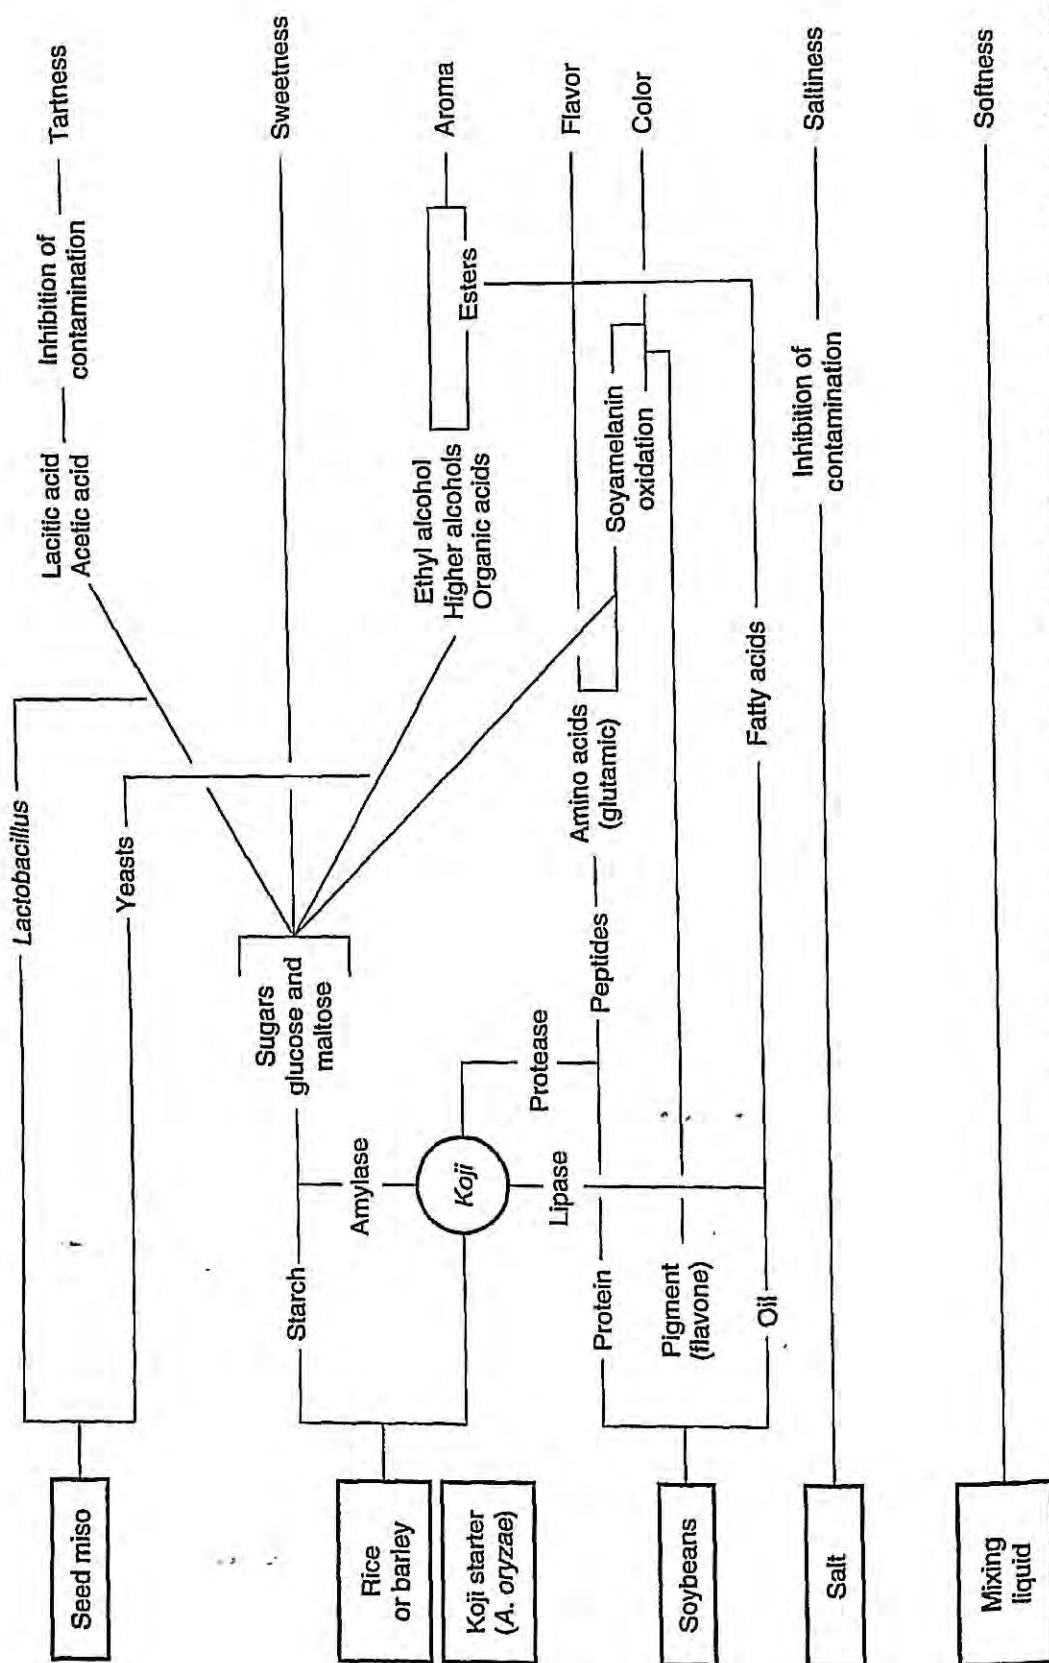 Seed miso
Rice
or barley
Koji starter
(A. oryzae)
Soybeans
Salt
Mixing
liquid
Lactobacillus
Yeasts
Starch
Amylase
Koji
Protease
Lipase
Protein
Pigment
(flavone)
Oil
Sugars
glucose and
maltose
Peptides
Amino acids
(glutamic)
Fatty acids
Lacitic acid
Acetic acid
Ethyl alcohol
Higher alcohols
Organic acids
Soyamelanin
oxidation
Esters
Inhibition of
contamination
Inhibition of
contamination
Tartness
Sweetness
Aroma
Flavor
Color
Saltiness
Softness